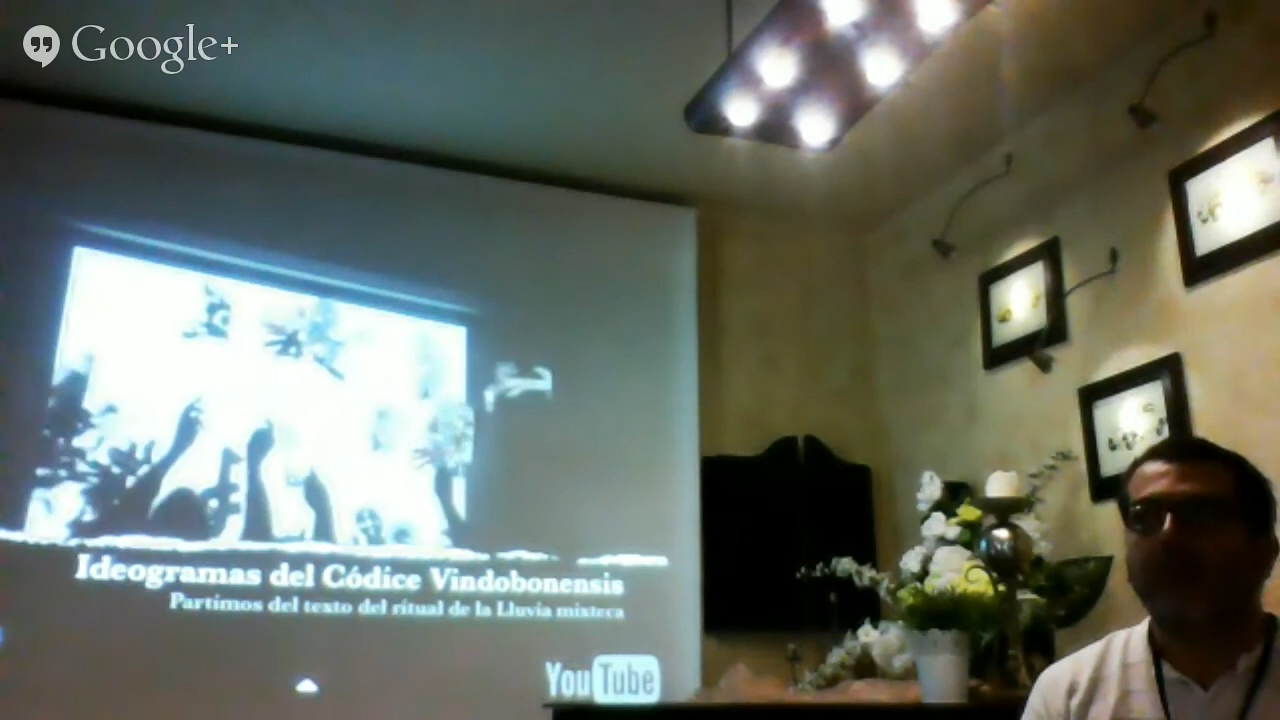 Google+
Ideogramas del Códice Vindobonensis
Partimos del texto del ritual de la Lluvia mixteca
YouTube